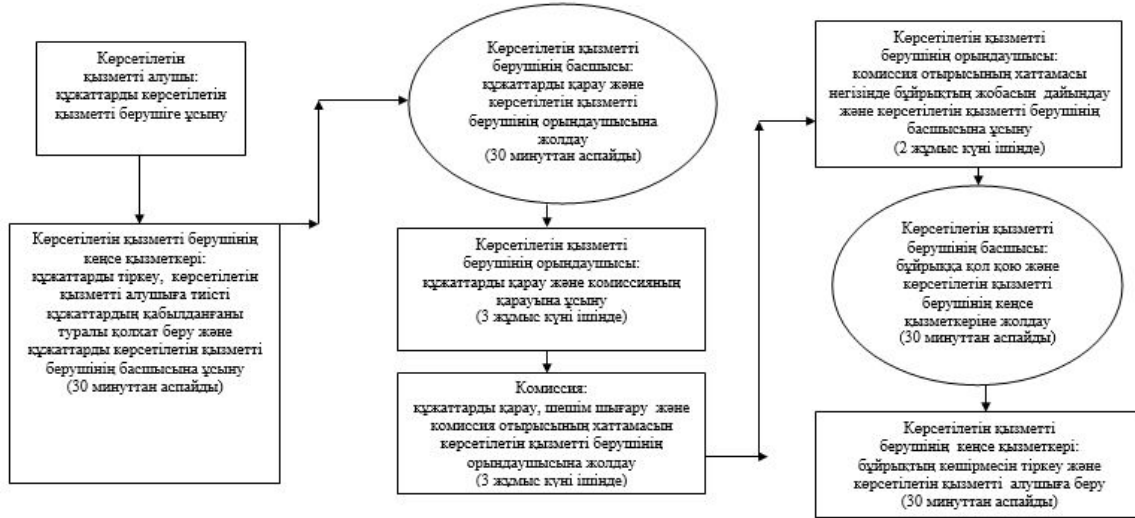 Көрсетілетін
қызметті алушы:
құжаттарды көрсетілетін
қызметті берушіге ұсыну
Көрсетілетін қызметті берушінің
кеңсе қызметкері:
құжаттарды тіркеу, көрсетілетін
қызметті алушыға тиісті
құжаттардың қабылданғаны
туралы қолхат беру және
құжаттарды көрсетілетін қызметті
берушінің басшысына ұсыну
(30 минуттан аспайды)
Көрсетілетін қызметті
берушінің басшысы:
құжаттарды қарау және
көрсетілетін қызметті
берушінің орындаушысына
жолдау
(30 минуттан аспайды)
Көрсетілетін қызметті
берушінің орындаушысы:
құжаттарды қарау және комиссияның
қарауына ұсыну
(3 жұмыс күні ішінде)
Комиссия:
құжаттарды қарау, шешім шығару және
комиссия отырысының хаттамасын
көрсетілетін қызметті берушінің
орындаушысына жолдау
(3 жұмыс күні ішінде)
Көрсетілетін қызметті
берушінің орындаушысы:
комиссия отырысының хаттамасы
негізінде бұйрықтың жобасын дайындау
және көрсетілетін қызметті берушінің
басшысына ұсыну
(2 жұмыс күні ішінде)
Көрсетілетін қызметті
берушінің басшысы:
бұйрыққа қол қою және
көрсетілетін қызметті
берушінің кеңсе
қызметкеріне жолдау
(30 минуттан аспайды)
Көрсетілетін қызметті
берушінің кеңсе қызметкері:
бұйрықтың көшірмесін тіркеу және
көрсетілетін қызметті алушыға беру
(30 минуттан аспайды)